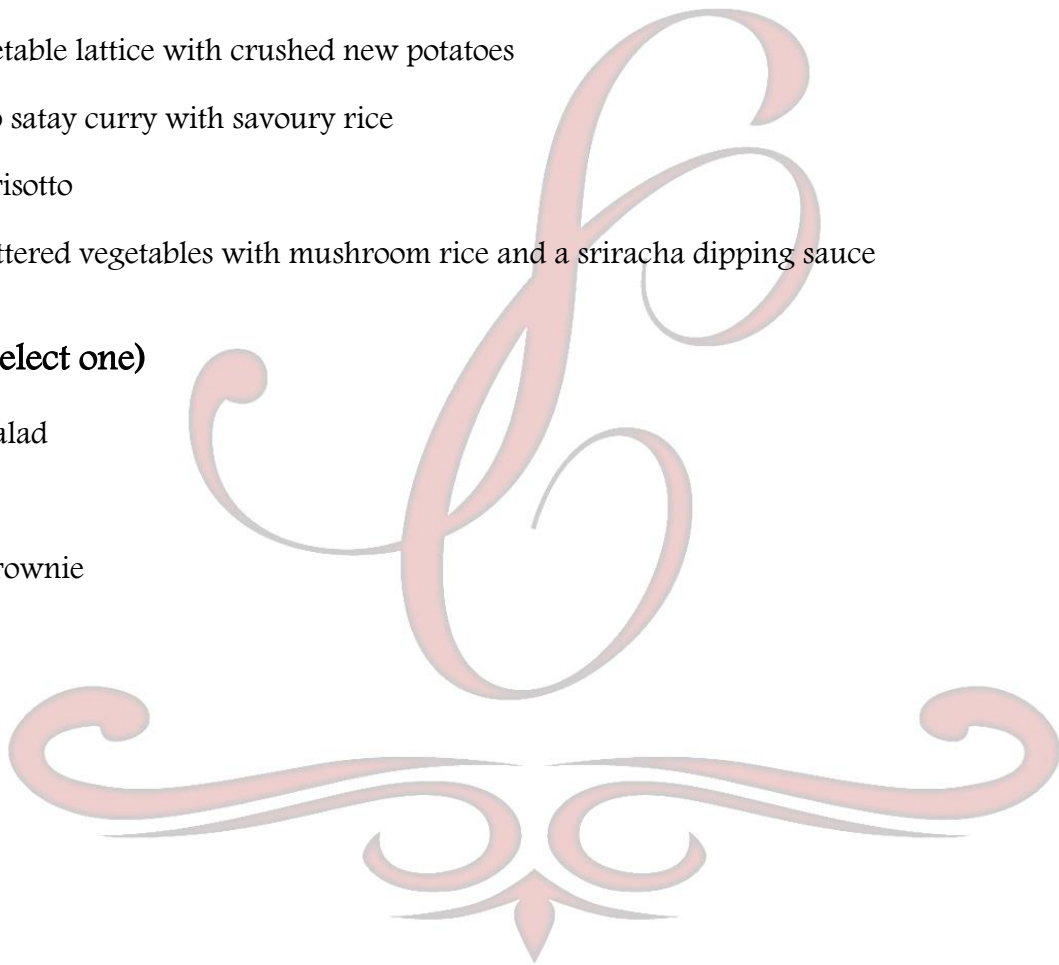 etable lattice with crushed new potatoes
o satay curry with savoury rice
risotto
ttered vegetables with mushroom rice and a sriracha dipping sauce
elect one)
alad
rownie